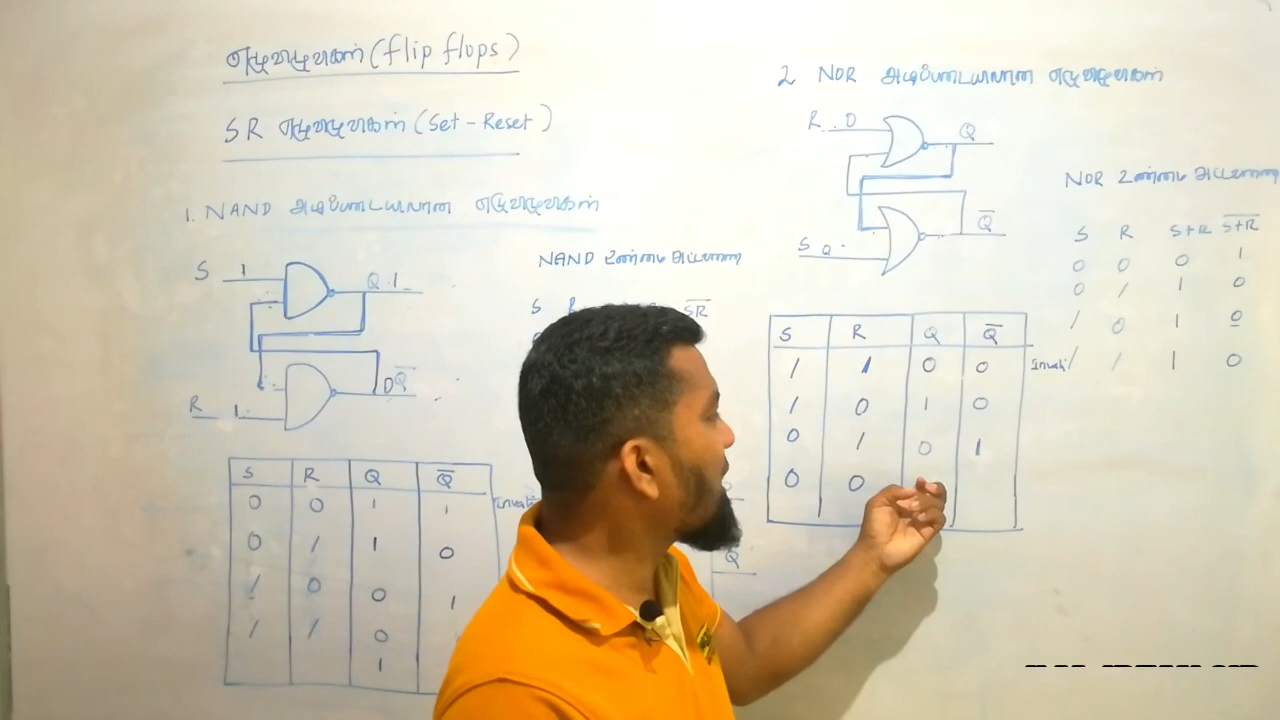 எழுவிழுகள் (flip flops)
SR எழுவிழுகள் (Set-Reset)
1. NAND அடிப்படையிலான எழுவிழுகள்
S 1 Q 1
R 1 0 Q̅
NAND உண்மை அட்டவணை
S R S̅R̅
S R Q Q̅
0 0 1 1
0 1 1 0
1 0 0 1
1 1 0
1
Q̅
2 NOR அடிப்படையிலான எழுவிழுகள்
R 0 Q
S Q̅
S R Q Q̅
1 1 0 0
1 0 1 0
0 1 0 1
0 0
NOR உண்மை அட்டவணை
S R S+R S̅+̅R̅
0 0 0 1
0 1 1 0
1 0 1 0
1 1 1 0